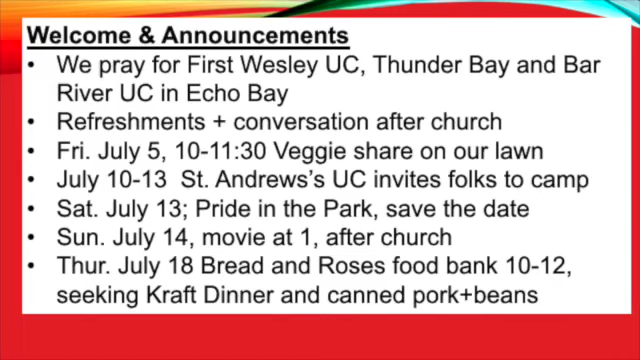 Welcome & Announcements
• We pray for First Wesley UC, Thunder Bay and Bar
River UC in Echo Bay
• Refreshments + conversation after church
• Fri. July 5, 10-11:30 Veggie share on our lawn
• July 10-13 St. Andrews's UC invites folks to camp
• Sat. July 13; Pride in the Park, save the date
• Sun. July 14, movie at 1, after church
• Thur. July 18 Bread and Roses food bank 10-12,
seeking Kraft Dinner and canned pork+beans